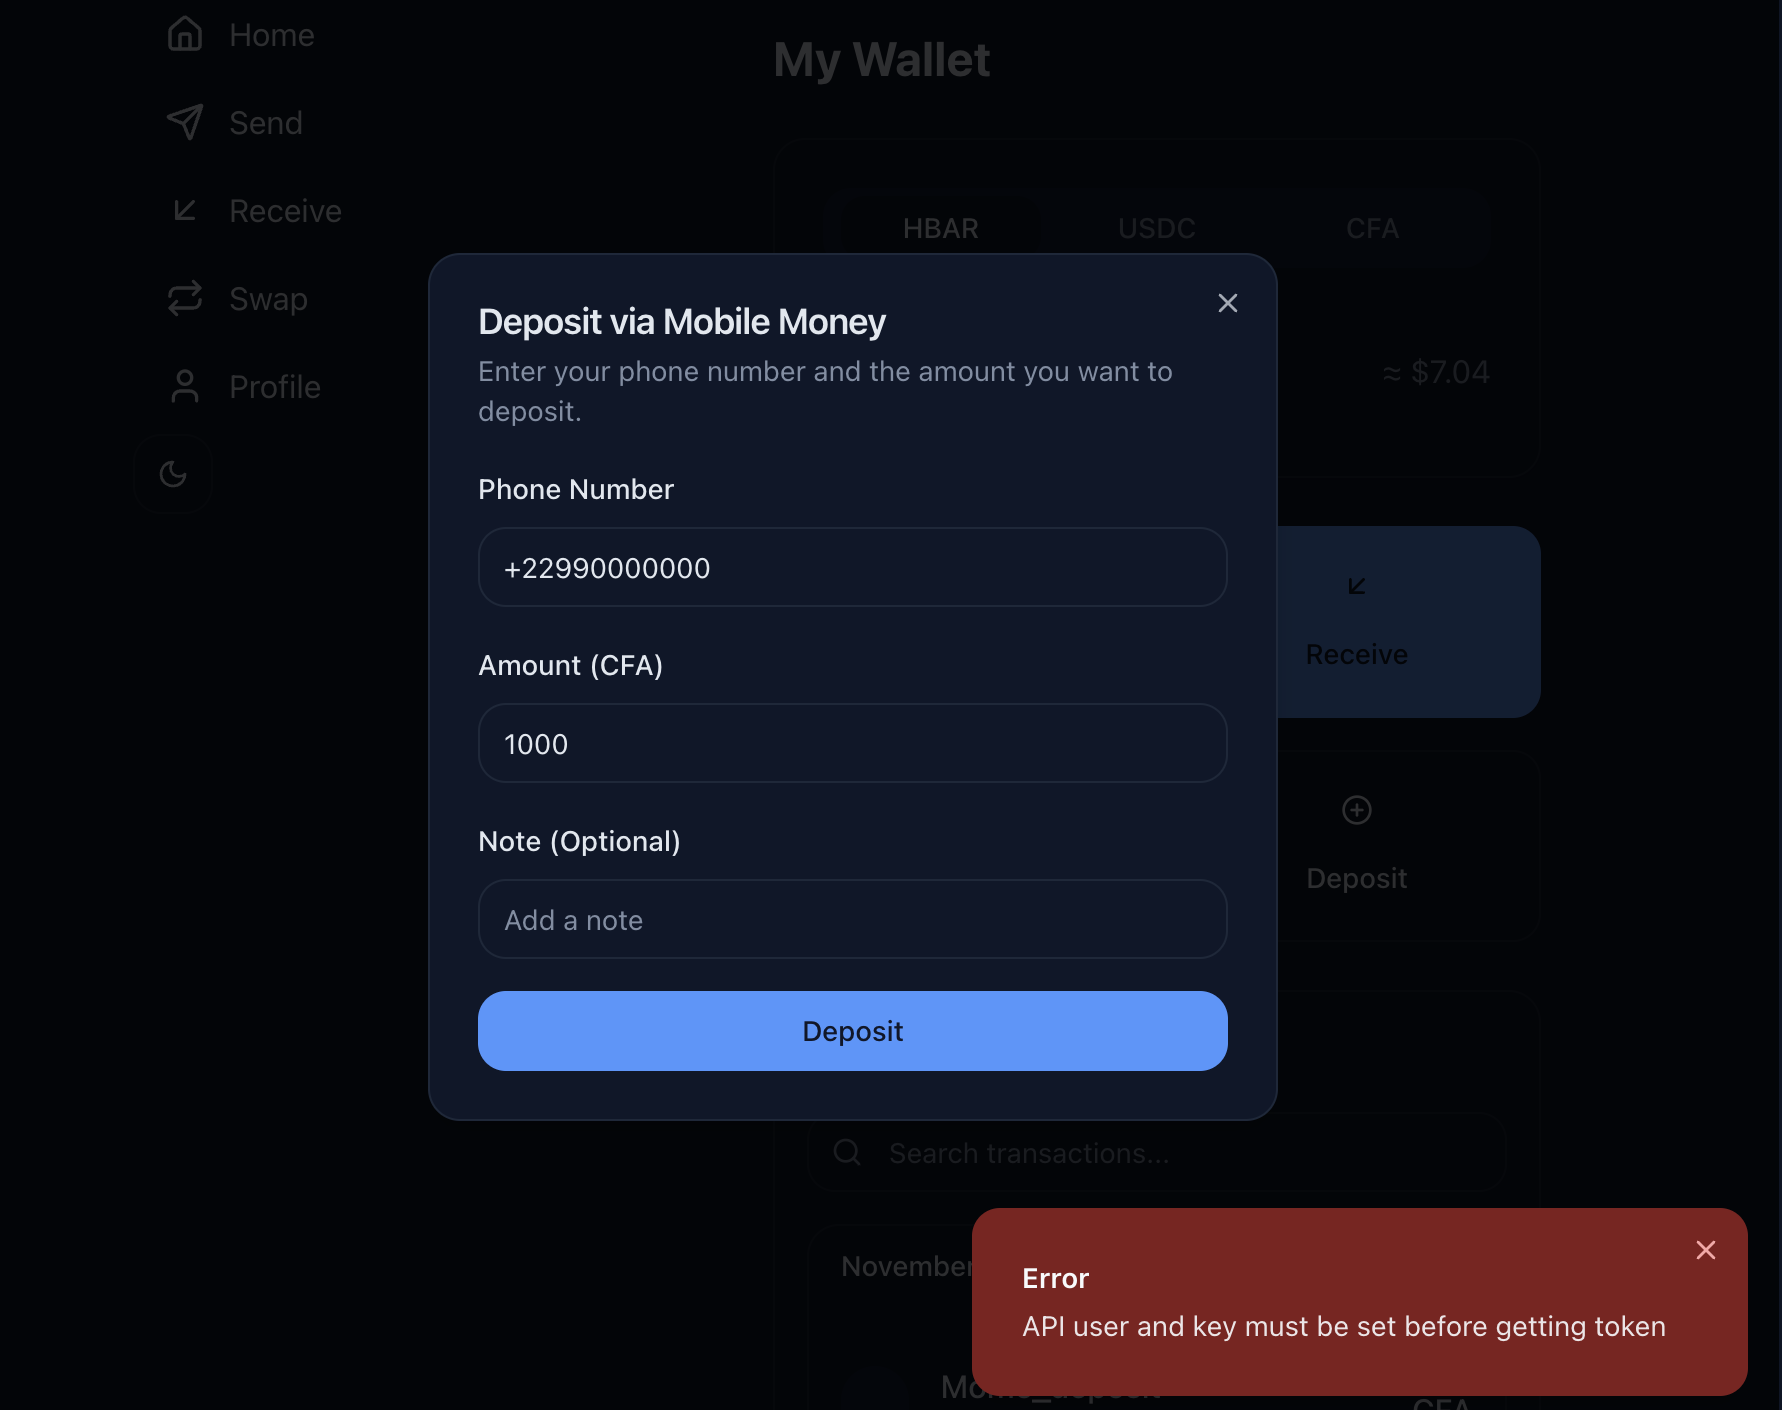 Home
Send
Receive
Swap
Profile
My Wallet
HBAR
USDC
CFA
≈ $7.04
Deposit via Mobile Money
Enter your phone number and the amount you want to
deposit.
Phone Number
+22990000000
Amount (CFA)
1000
Note (Optional)
Add a note
Deposit
Receive
Deposit
Search transactions...
November
Error
API user and key must be set before getting token
CFA